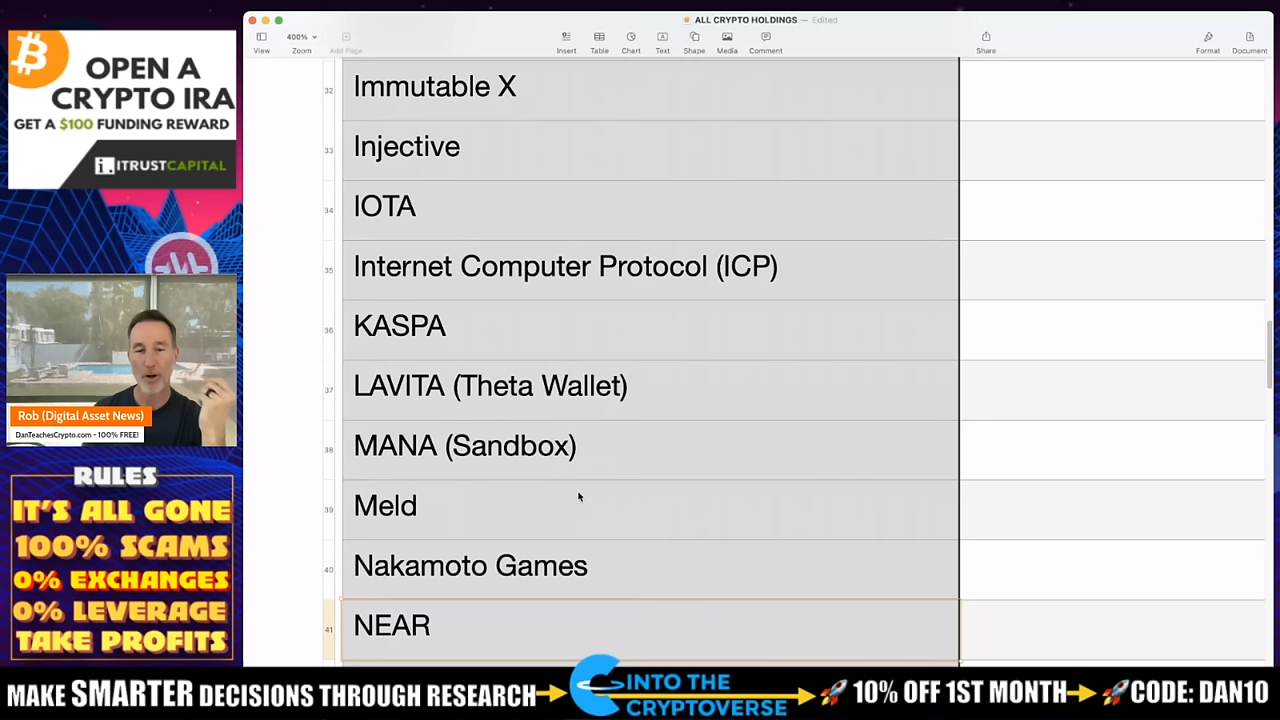 OPEN A
CRYPTO IRA
GET A $100 FUNDING REWARD
i. iTRUSTCAPITAL
Rob (Digital Asset News)
DanTeachesCrypto.com - 100% FREE!
RULES
IT'S ALL GONE
100% SCAMS
0% EXCHANGES
0% LEVERAGE
TAKE PROFITS
ALL CRYPTO HOLDINGS — Edited
400%
View
Zoom
Add Page
Insert
Table
Chart
Text
Shape
Media
Comment
Share
Format
Document
32 Immutable X
33 Injective
34 IOTA
35 Internet Computer Protocol (ICP)
36 KASPA
37 LAVITA (Theta Wallet)
38 MANA (Sandbox)
39 Meld
40 Nakamoto Games
41 NEAR
MAKE SMARTER DECISIONS THROUGH RESEARCH
INTO THE
CRYPTOVERSE
10% OFF 1ST MONTH
CODE: DAN10